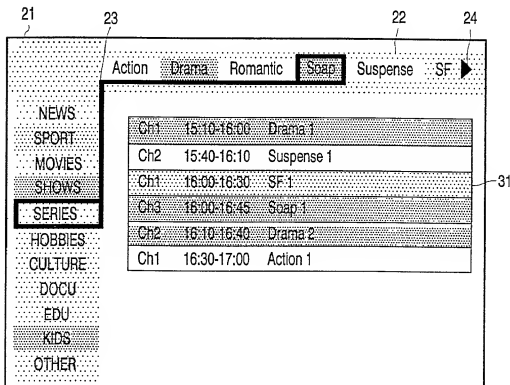 21
23
22
24
Action Drama Romantic Soap Suspense SF
NEWS
SPORT
MOVIES
SHOWS
SERIES
HOBBIES
CULTURE
DOCU
EDU
KIDS
OTHER
Ch1 15:10-16:00 Drama 1
Ch2 15:40-16:10 Suspense 1
Ch1 16:00-16:30 SF 1
Ch3 16:00-16:45 Soap 1
Ch2 16:10-16:40 Drama 2
Ch1 16:30-17:00 Action 1
31